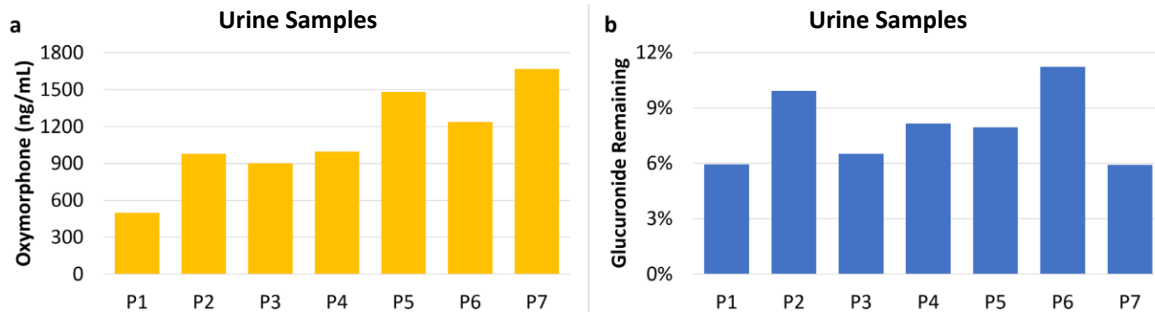 a
Urine Samples
Oxymorphone (ng/mL)
1800
1500
1200
900
600
300
0
P1 P2 P3 P4 P5 P6 P7
b
Urine Samples
Glucuronide Remaining
12%
9%
6%
3%
0%
P1 P2 P3 P4 P5 P6 P7